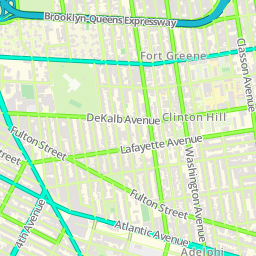 Brooklyn-Queens Expressway
Fort Greene
Classon Avenue
DeKalb Avenue
Clinton Hill
Lafayette Avenue
Fulton Street
Street
Washington Avenue
Fulton Street
4th Avenue
Atlantic Avenue
Adelphi